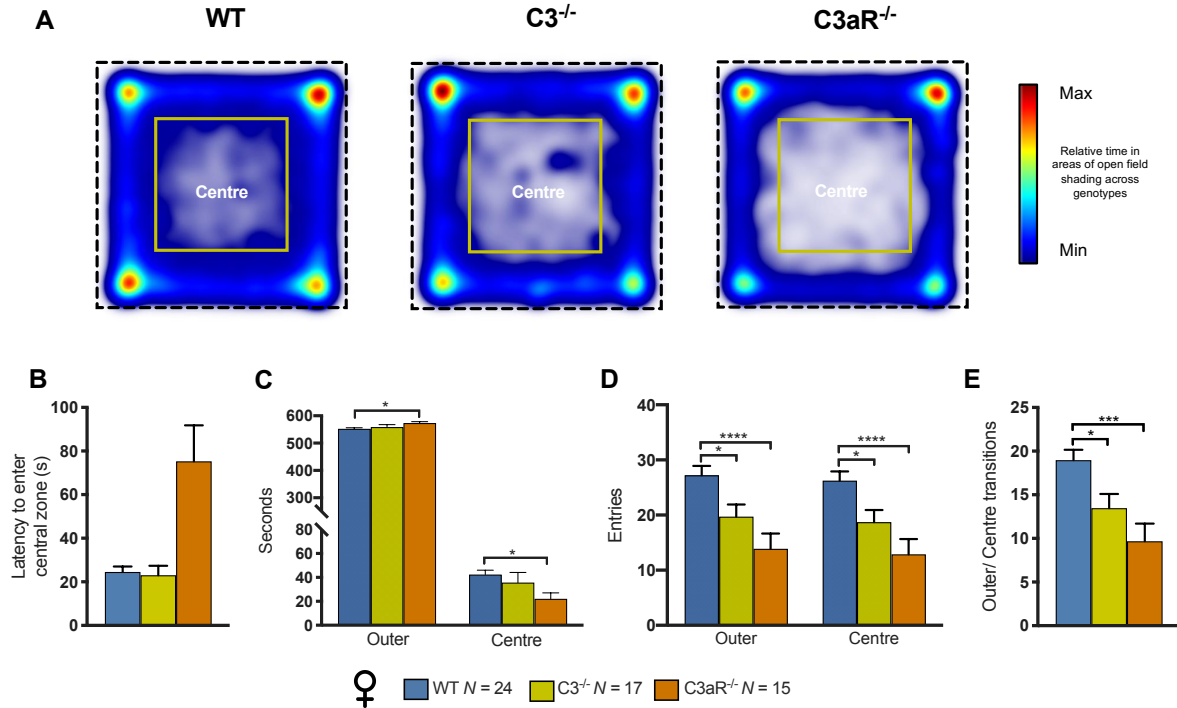 A
WT
C3-/-
C3aR-/-
Centre
Centre
Centre
Max
Relative time in
areas of open field
shading across
genotypes
Min
B
Latency to enter
central zone (s)
100
80
60
40
20
0
C
Seconds
600
500
400
300
80
60
40
20
0
*
*
Outer
Centre
D
Entries
40
30
20
10
0
****
*
****
*
Outer
Centre
E
Outer/ Centre transitions
25
20
15
10
5
0
***
*
♀ WT N = 24 C3-/- N = 17 C3aR-/- N = 15